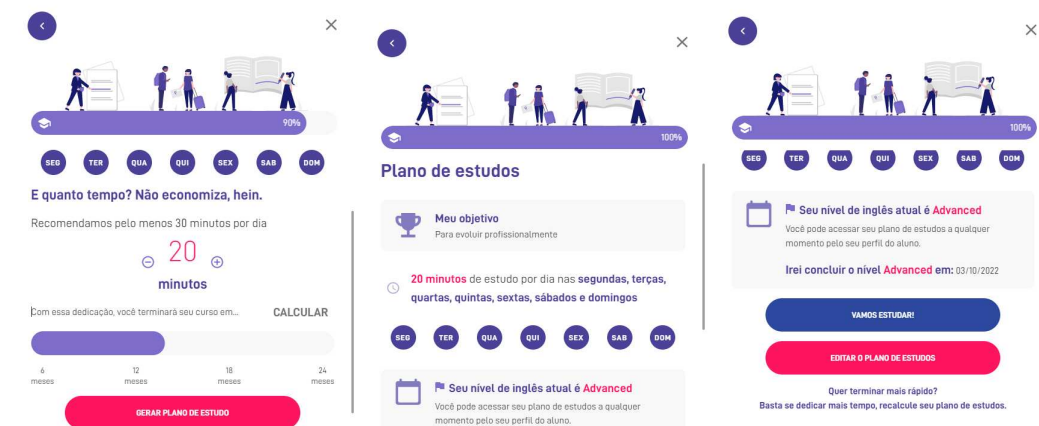 90%
SEG TER QUA QUI SEX SAB DOM
E quanto tempo? Não economiza, hein.
Recomendamos pelo menos 30 minutos por dia
20
minutos
Com essa dedicação, você terminará seu curso em... CALCULAR
6 12 18 24
meses meses meses meses
GERAR PLANO DE ESTUDO
100%
Plano de estudos
Meu objetivo
Para evoluir profissionalmente
20 minutos de estudo por dia nas segundas, terças,
quartas, quintas, sextas, sábados e domingos
SEG TER QUA QUI SEX SAB DOM
Seu nível de inglês atual é Advanced
Você pode acessar seu plano de estudos a qualquer
momento pelo seu perfil do aluno.
100%
SEG TER QUA QUI SEX SAB DOM
Seu nível de inglês atual é Advanced
Você pode acessar seu plano de estudos a qualquer
momento pelo seu perfil do aluno.
Irei concluir o nível Advanced em: 03/10/2022
VAMOS ESTUDAR!
EDITAR O PLANO DE ESTUDOS
Quer terminar mais rápido?
Basta se dedicar mais tempo, recalcule seu plano de estudos.